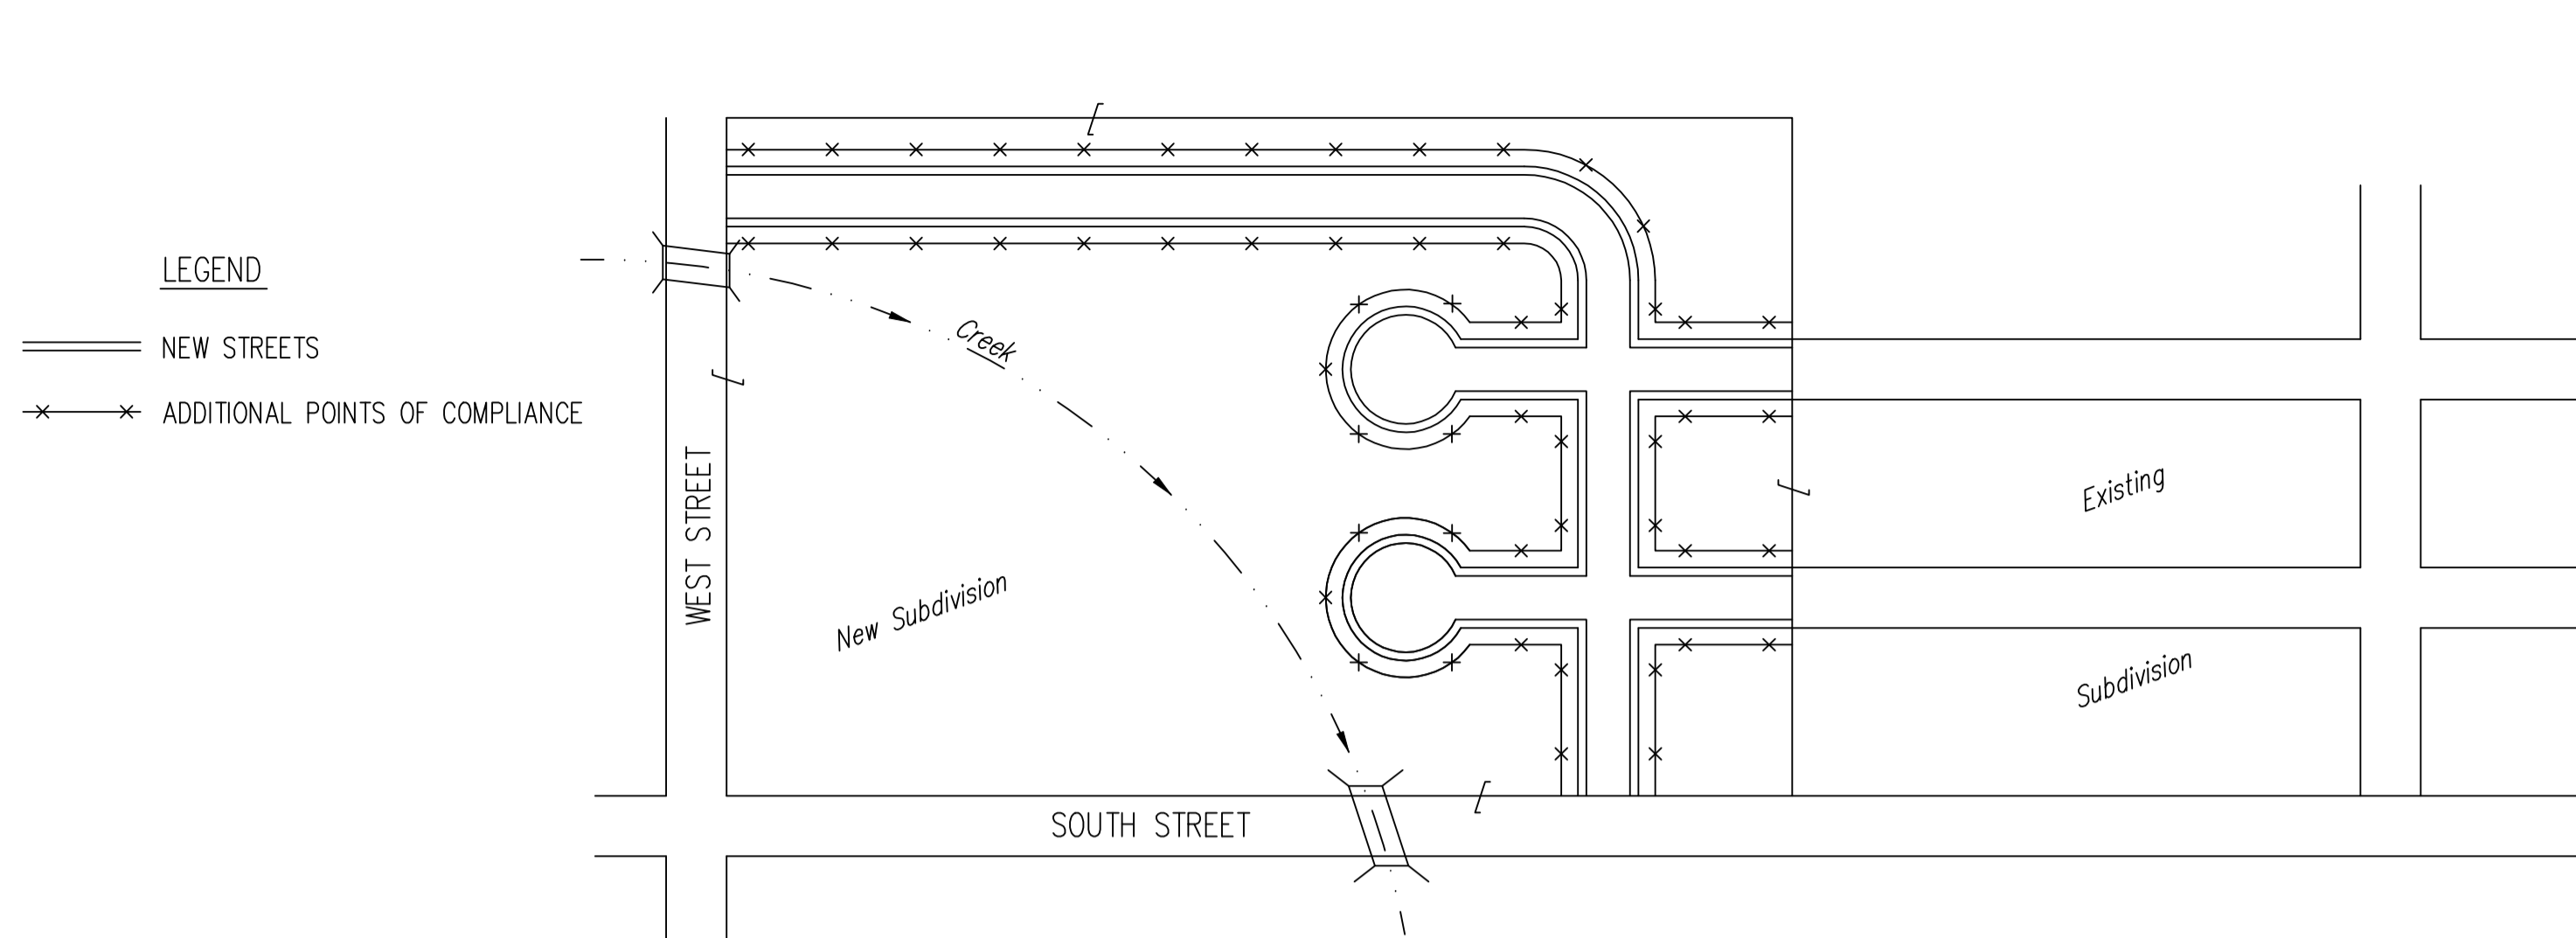 LEGEND
NEW STREETS
ADDITIONAL POINTS OF COMPLIANCE
WEST STREET
Creek
New Subdivision
SOUTH STREET
Existing
Subdivision